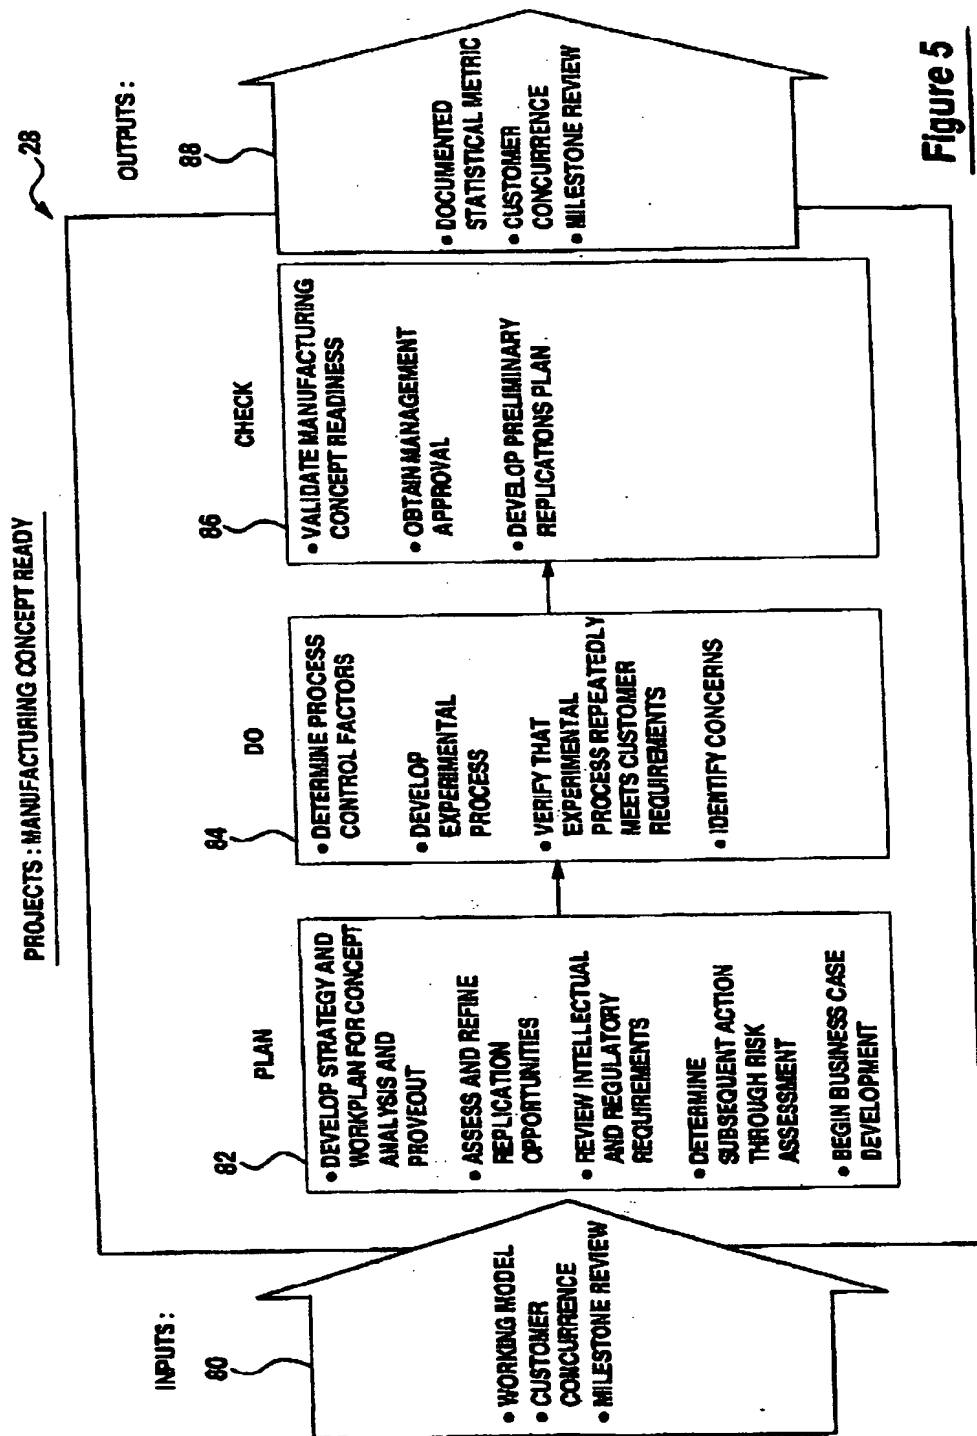 PROJECTS : MANUFACTURING CONCEPT READY
28
INPUTS :
80
• WORKING MODEL
• CUSTOMER
CONCURRENCE
• MILESTONE REVIEW
PLAN
82
• DEVELOP STRATEGY AND
WORKPLAN FOR CONCEPT
ANALYSIS AND
PROVEOUT
• ASSESS AND REFINE
REPLICATION
OPPORTUNITIES
• REVIEW INTELLECTUAL
AND REGULATORY
REQUIREMENTS
• DETERMINE
SUBSEQUENT ACTION
THROUGH RISK
ASSESSMENT
• BEGIN BUSINESS CASE
DEVELOPMENT
DO
84
• DETERMINE PROCESS
CONTROL FACTORS
• DEVELOP
EXPERIMENTAL
PROCESS
• VERIFY THAT
EXPERIMENTAL
PROCESS REPEATEDLY
MEETS CUSTOMER
REQUIREMENTS
• IDENTIFY CONCERNS
CHECK
86
• VALIDATE MANUFACTURING
CONCEPT READINESS
• OBTAIN MANAGEMENT
APPROVAL
• DEVELOP PRELIMINARY
REPLICATIONS PLAN
OUTPUTS :
88
• DOCUMENTED
STATISTICAL METRIC
• CUSTOMER
CONCURRENCE
• MILESTONE REVIEW
Figure 5